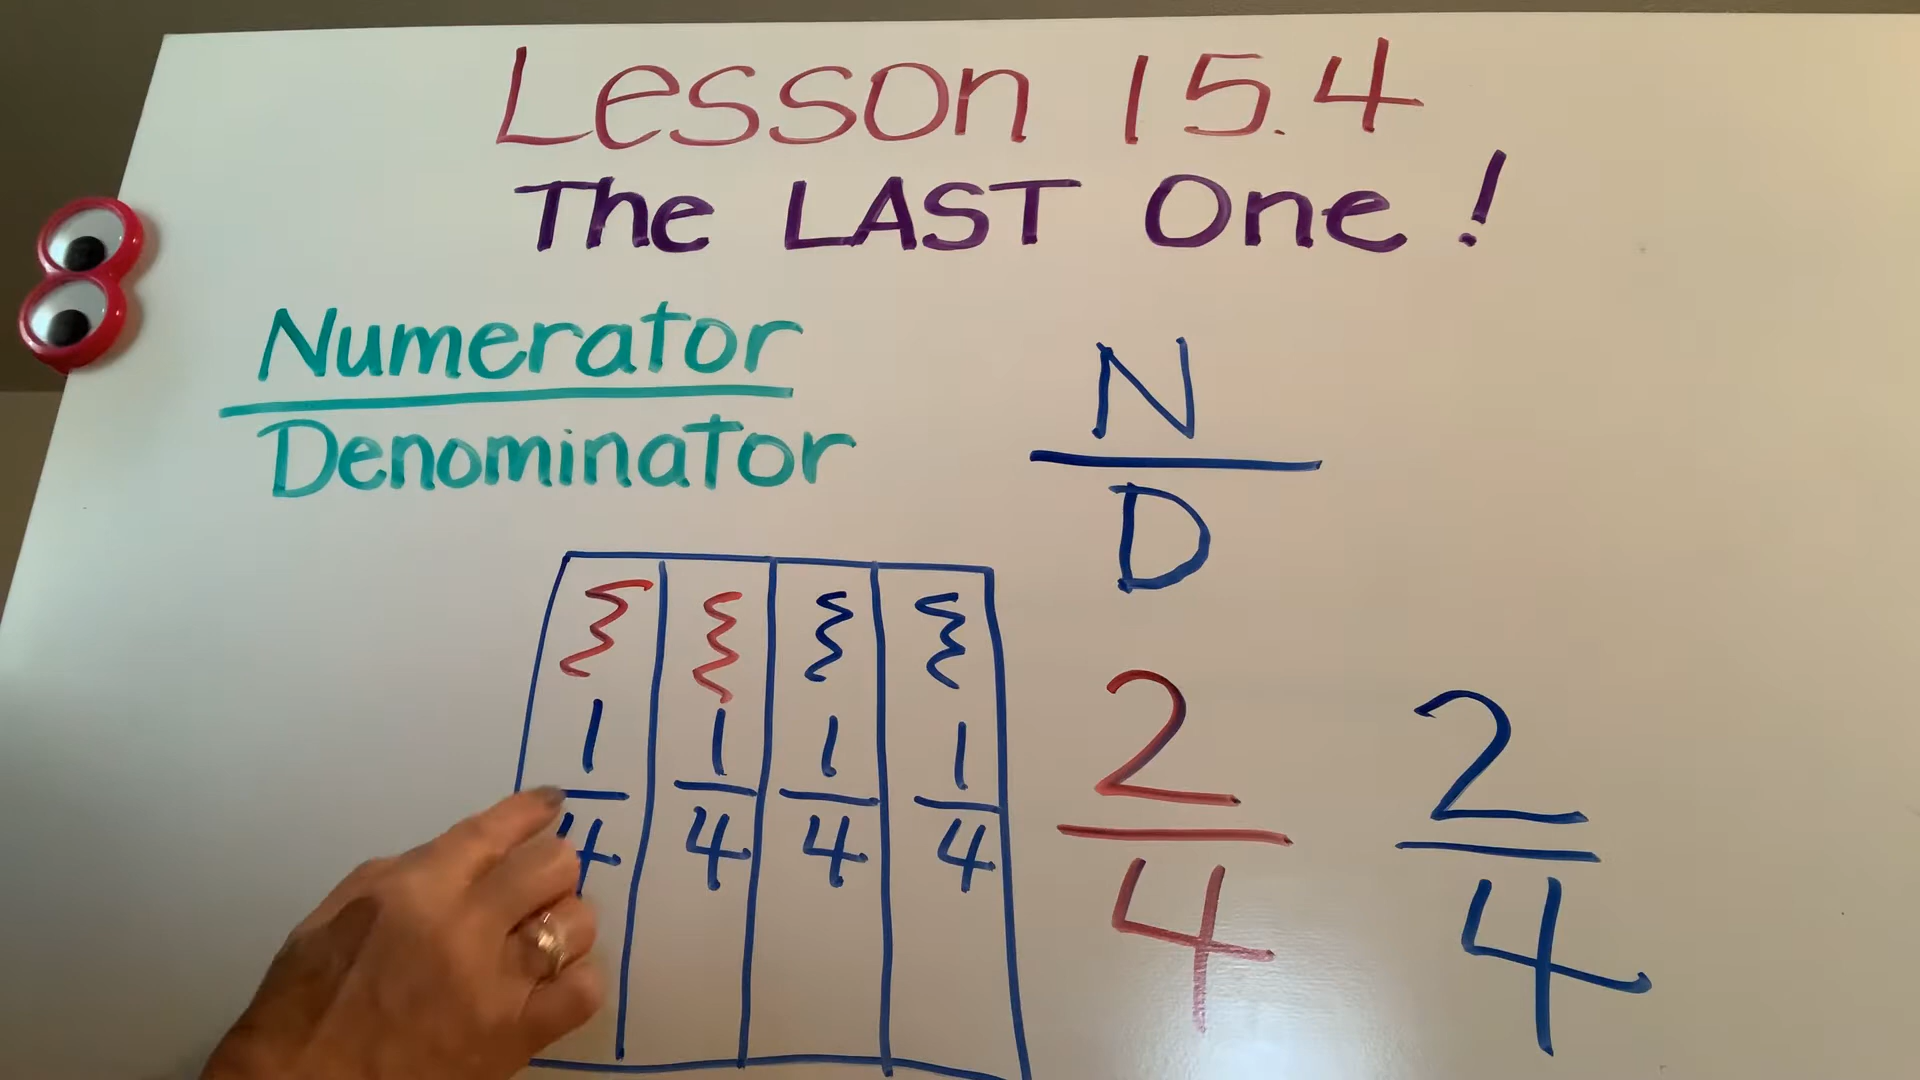 Lesson 15.4
The LAST One!
Numerator
Denominator
N
D
1 1 1 1
4 4 4 4
2 2
4 4